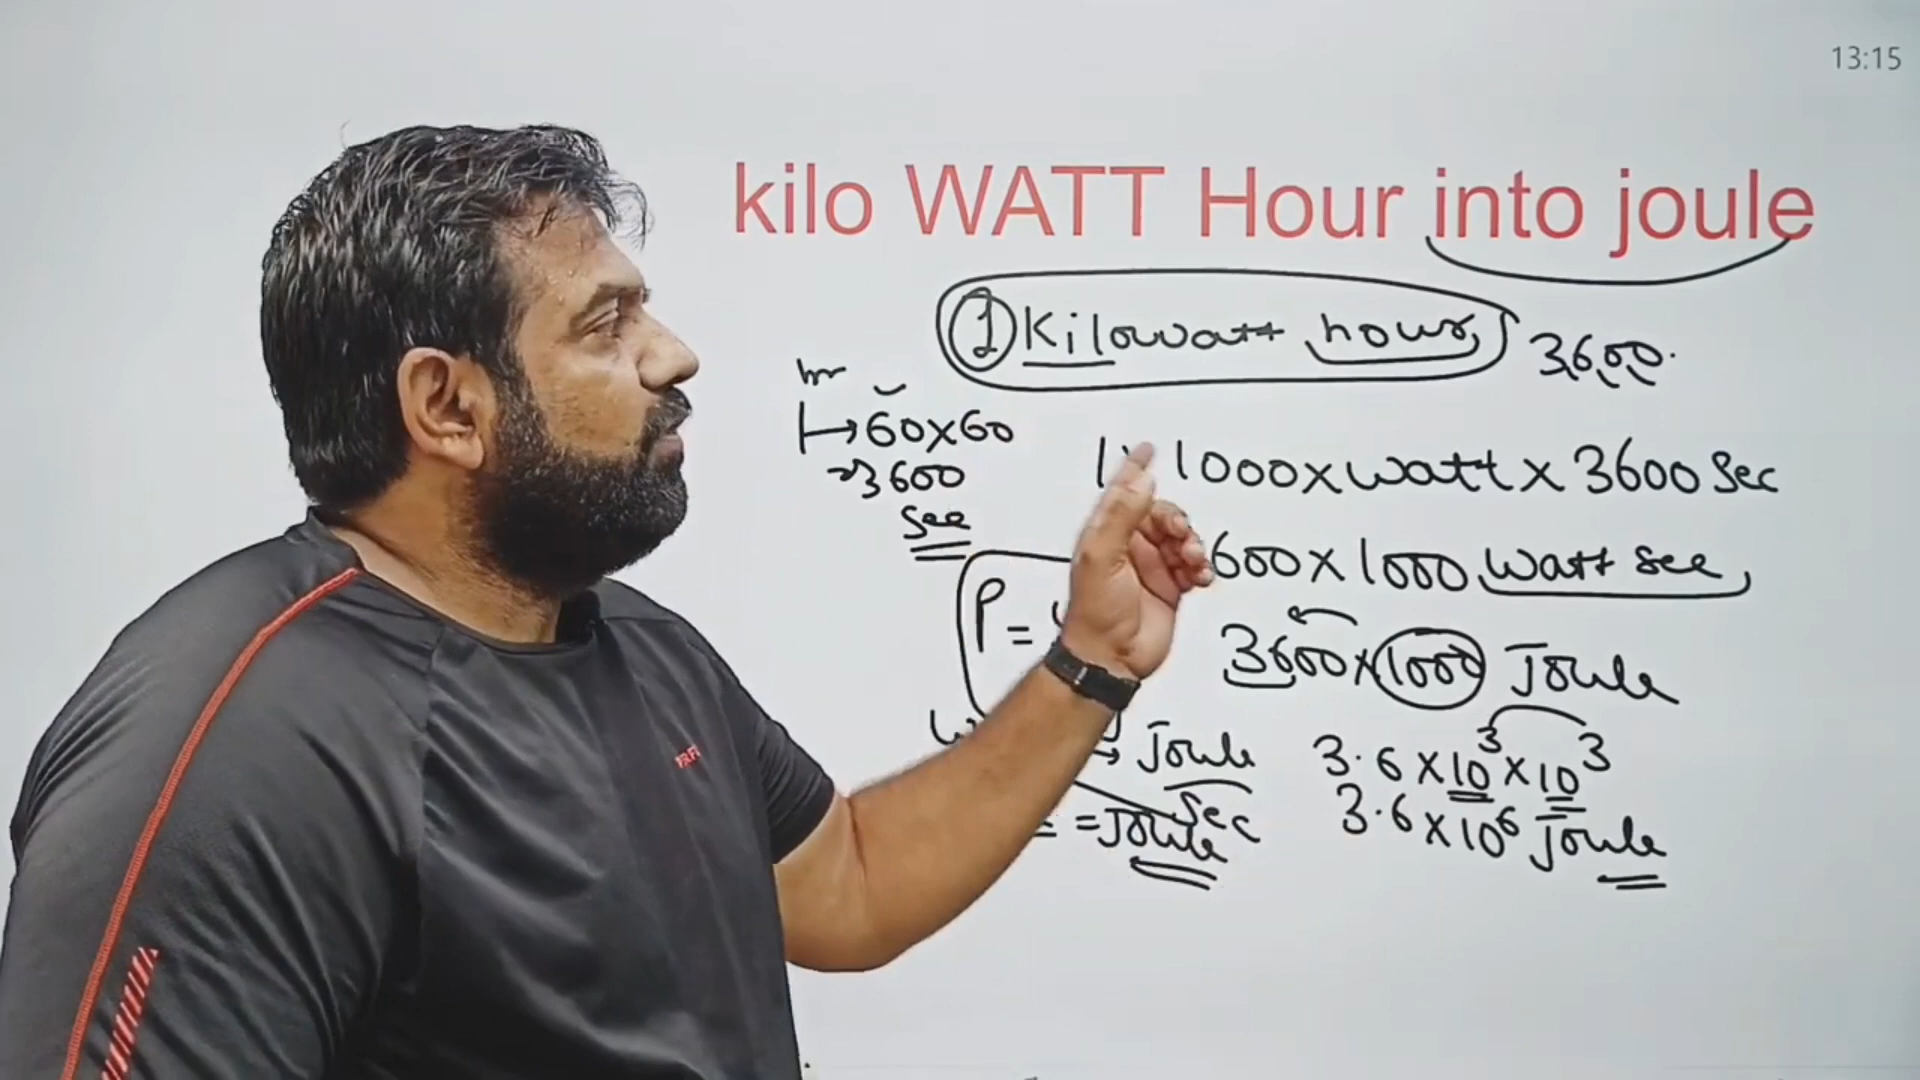 13:15
kilo WATT Hour into joule
1 Kilowatt hour, 3600.
hr
→ 60x60
3600
Sec
1x 1000 x watt x 3600 Sec
600 x 1000 watt sec,
P =
3600 x 1000 Joule
→ Joule
Sec
= Joule
3.6 x 10³ x 10³
3.6 x 10⁶ Joule